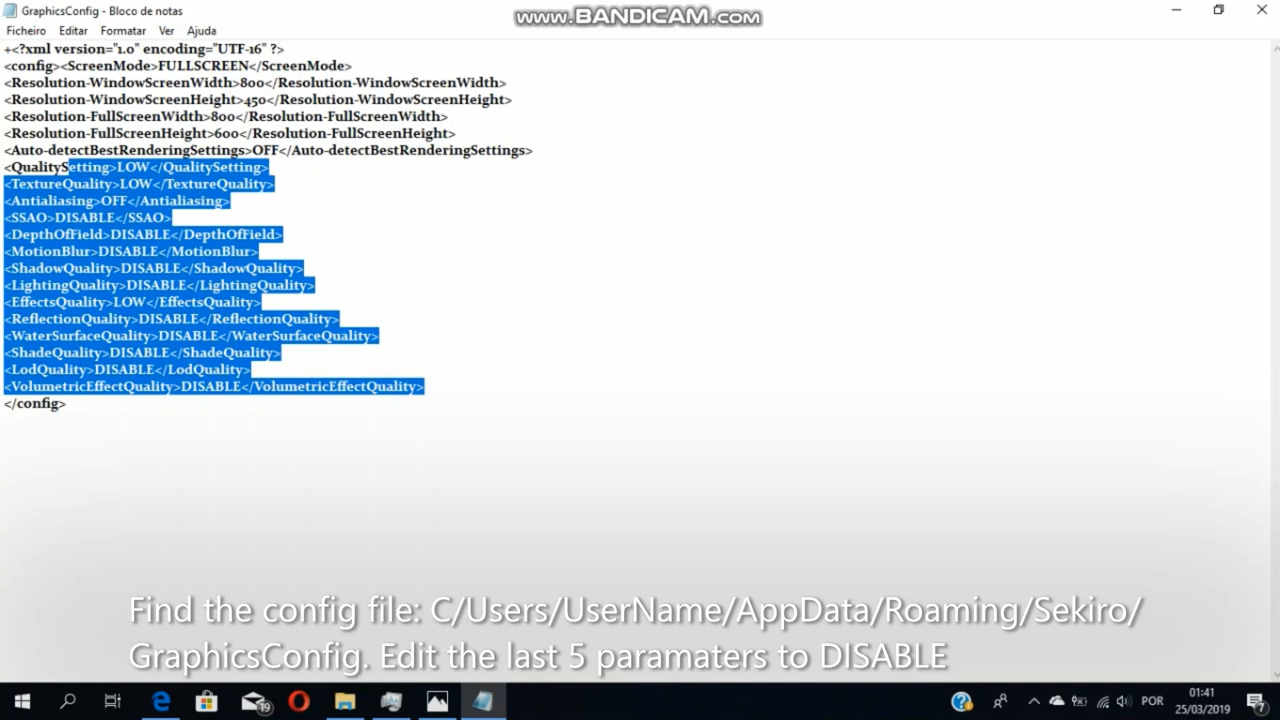 GraphicsConfig - Bloco de notas
www.BANDICAM.com
Ficheiro Editar Formatar Ver Ajuda
+<?xml version="1.0" encoding="UTF-16" ?>
<config><ScreenMode>FULLSCREEN</ScreenMode>
<Resolution-WindowScreenWidth>800</Resolution-WindowScreenWidth>
<Resolution-WindowScreenHeight>450</Resolution-WindowScreenHeight>
<Resolution-FullScreenWidth>800</Resolution-FullScreenWidth>
<Resolution-FullScreenHeight>600</Resolution-FullScreenHeight>
<Auto-detectBestRenderingSettings>OFF</Auto-detectBestRenderingSettings>
<QualitySetting>LOW</QualitySetting>
<TextureQuality>LOW</TextureQuality>
<Antialiasing>OFF</Antialiasing>
<SSAO>DISABLE</SSAO>
<DepthOfField>DISABLE</DepthOfField>
<MotionBlur>DISABLE</MotionBlur>
<ShadowQuality>DISABLE</ShadowQuality>
<LightingQuality>DISABLE</LightingQuality>
<EffectsQuality>LOW</EffectsQuality>
<ReflectionQuality>DISABLE</ReflectionQuality>
<WaterSurfaceQuality>DISABLE</WaterSurfaceQuality>
<ShadeQuality>DISABLE</ShadeQuality>
<LodQuality>DISABLE</LodQuality>
<VolumetricEffectQuality>DISABLE</VolumetricEffectQuality>
</config>
Find the config file: C/Users/UserName/AppData/Roaming/Sekiro/
GraphicsConfig. Edit the last 5 paramaters to DISABLE
19
POR
01:41
25/03/2019
7